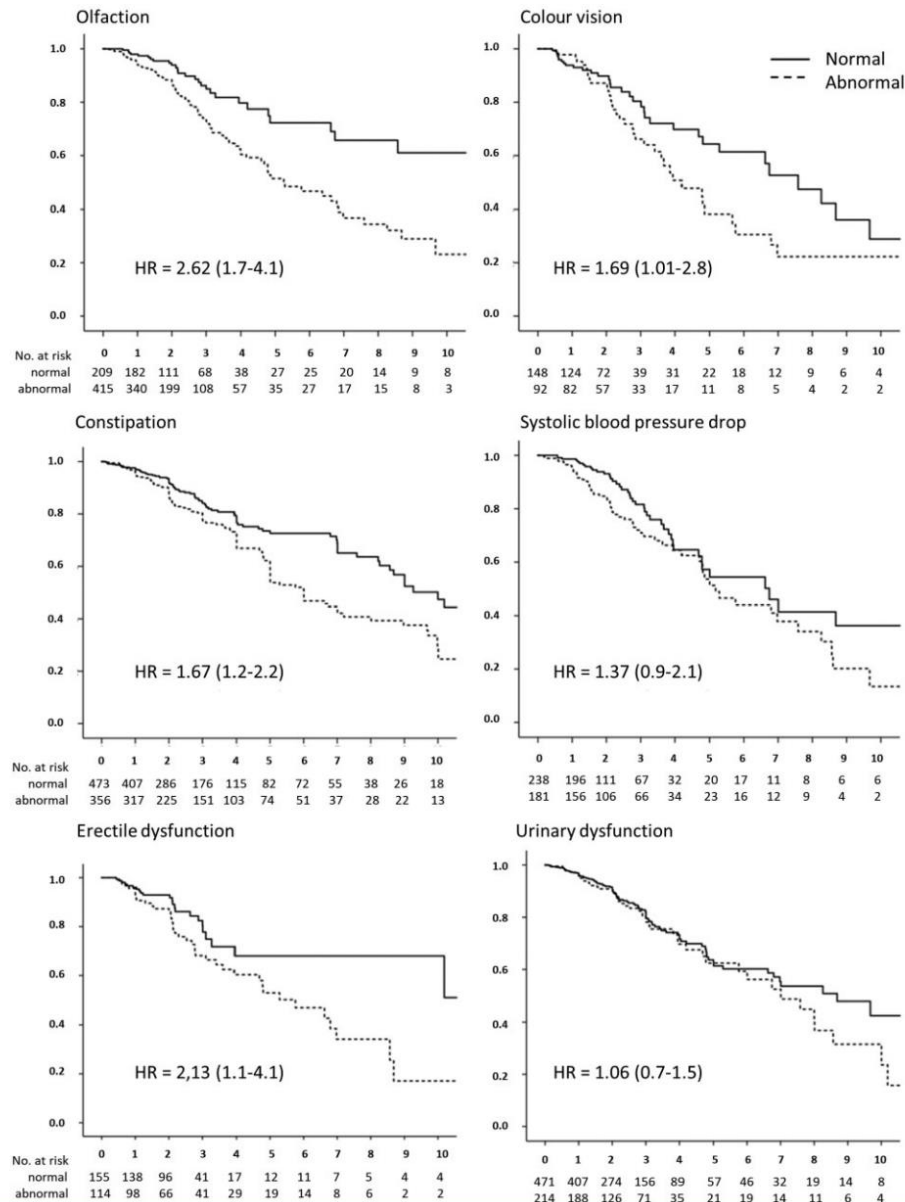 Olfaction
1.0
0.8
0.6
0.4
0.2
0.0
HR = 2.62 (1.7-4.1)
No. at risk 0 1 2 3 4 5 6 7 8 9 10
normal 209 182 111 68 38 27 25 20 14 9 8
abnormal 415 340 199 108 57 35 27 17 15 8 3
Colour vision
Normal
Abnormal
1.0
0.8
0.6
0.4
0.2
0.0
HR = 1.69 (1.01-2.8)
0 1 2 3 4 5 6 7 8 9 10
148 124 72 39 31 22 18 12 9 6 4
92 82 57 33 17 11 8 5 4 2 2
Constipation
1.0
0.8
0.6
0.4
0.2
0.0
HR = 1.67 (1.2-2.2)
No. at risk 0 1 2 3 4 5 6 7 8 9 10
normal 473 407 286 176 115 82 72 55 38 26 18
abnormal 356 317 225 151 103 74 51 37 28 22 13
Systolic blood pressure drop
1.0
0.8
0.6
0.4
0.2
0.0
HR = 1.37 (0.9-2.1)
0 1 2 3 4 5 6 7 8 9 10
238 196 111 67 32 20 17 11 8 6 6
181 156 106 66 34 23 16 12 9 4 2
Erectile dysfunction
1.0
0.8
0.6
0.4
0.2
0.0
HR = 2,13 (1.1-4.1)
No. at risk 0 1 2 3 4 5 6 7 8 9 10
normal 155 138 96 41 17 12 11 7 5 4 4
abnormal 114 98 66 41 29 19 14 8 6 2 2
Urinary dysfunction
1.0
0.8
0.6
0.4
0.2
0.0
HR = 1.06 (0.7-1.5)
0 1 2 3 4 5 6 7 8 9 10
471 407 274 156 89 57 46 32 19 14 8
214 188 126 71 35 21 19 14 11 6 4